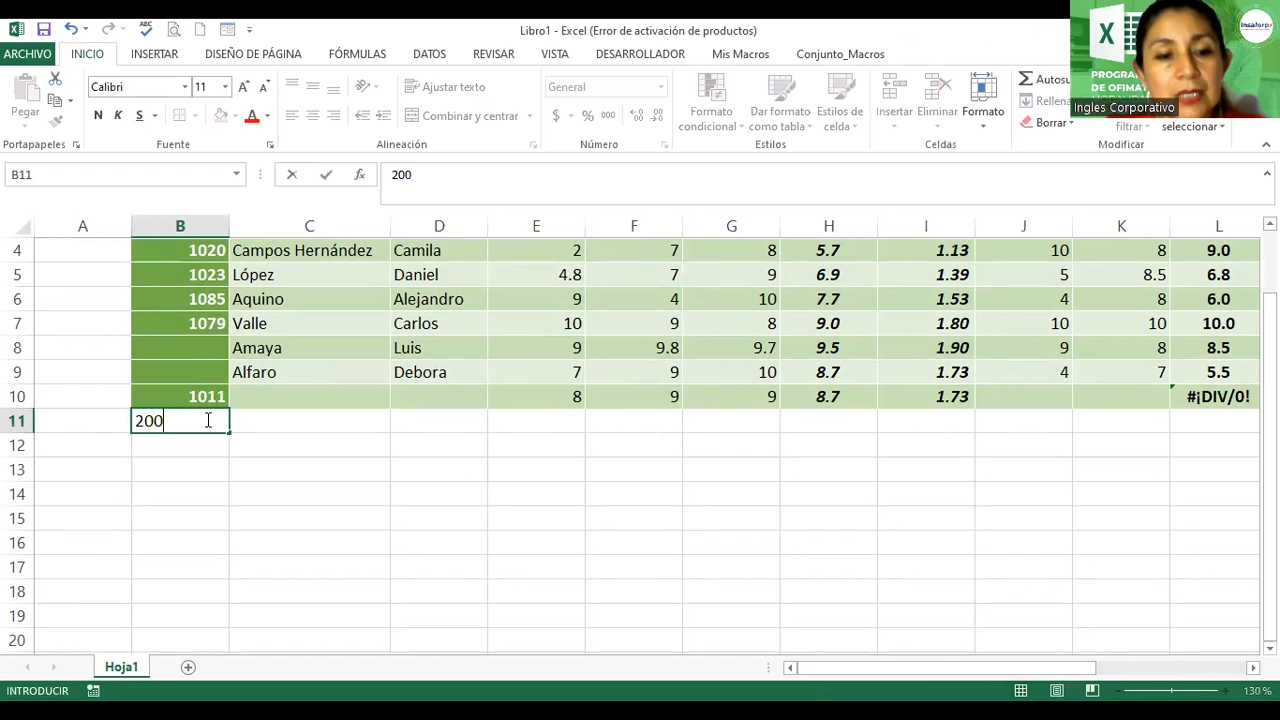 Libro1 - Excel (Error de activación de productos)
ARCHIVO INICIO INSERTAR DISEÑO DE PÁGINA FÓRMULAS DATOS REVISAR VISTA DESARROLLADOR Mis Macros Conjunto_Macros
Pegar
Calibri 11
N K S
Ajustar texto
Combinar y centrar
General
$ % 000
Formato condicional
Dar formato como tabla
Estilos de celda
Insertar Eliminar Formato
Autosu
Rellena
Borrar
filtrar
seleccionar
Portapapeles Fuente Alineación Número Estilos Celdas Modificar
PROGRA
DE OFIMA
Insaforp
Ingles Corporativo
B11 fx 200
A B C D E F G H I J K L
4 1020 Campos Hernández Camila 2 7 8 5.7 1.13 10 8 9.0
5 1023 López Daniel 4.8 7 9 6.9 1.39 5 8.5 6.8
6 1085 Aquino Alejandro 9 4 10 7.7 1.53 4 8 6.0
7 1079 Valle Carlos 10 9 8 9.0 1.80 10 10 10.0
8 Amaya Luis 9 9.8 9.7 9.5 1.90 9 8 8.5
9 Alfaro Debora 7 9 10 8.7 1.73 4 7 5.5
10 1011 8 9 9 8.7 1.73 #¡DIV/0!
11 200
12
13
14
15
16
17
18
19
20
Hoja1
INTRODUCIR 130 %